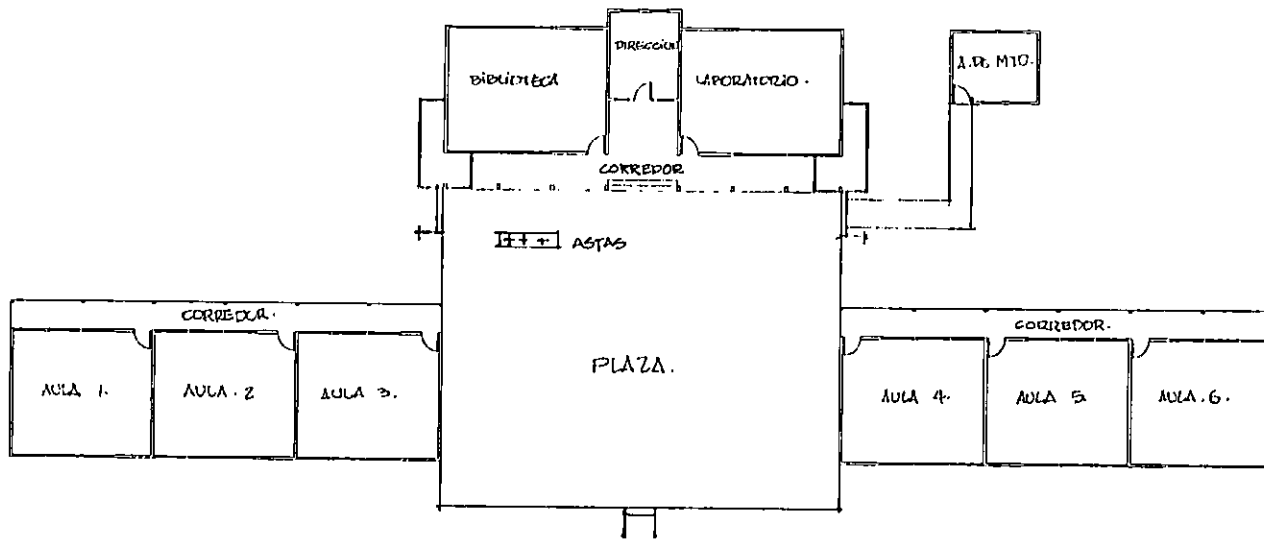 DIRECCIÓN
BIBLIOTECA
LABORATORIO.
A. DE MTO.
CORREDOR
ASTAS
CORREDOR.
CORREDOR.
PLAZA.
AULA 1.
AULA. 2
AULA 3.
AULA 4.
AULA 5
AULA. 6.